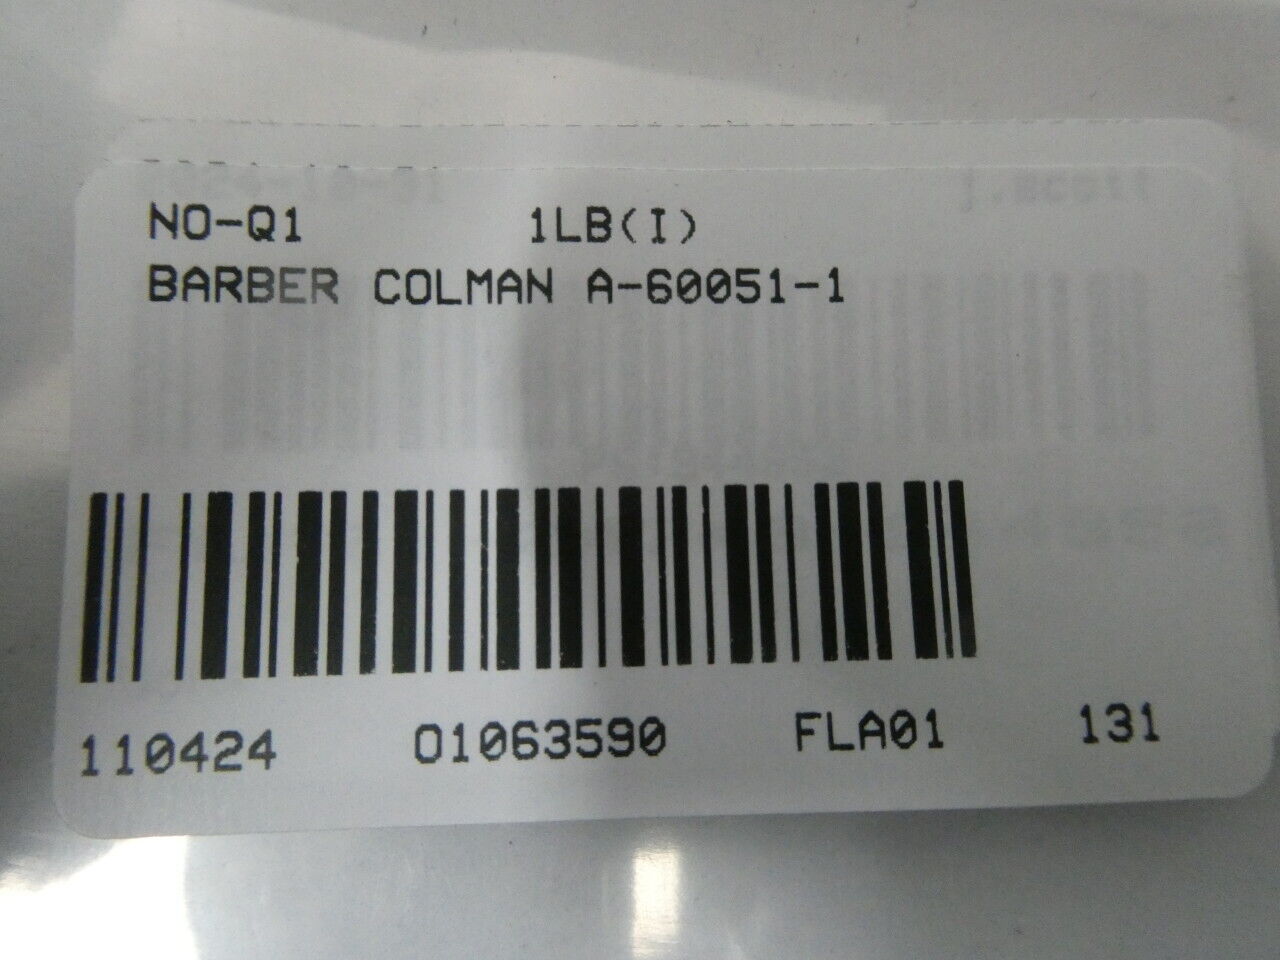 NO-Q1 1LB(I)
BARBER COLMAN A-60051-1
110424 01063590 FLA01 131